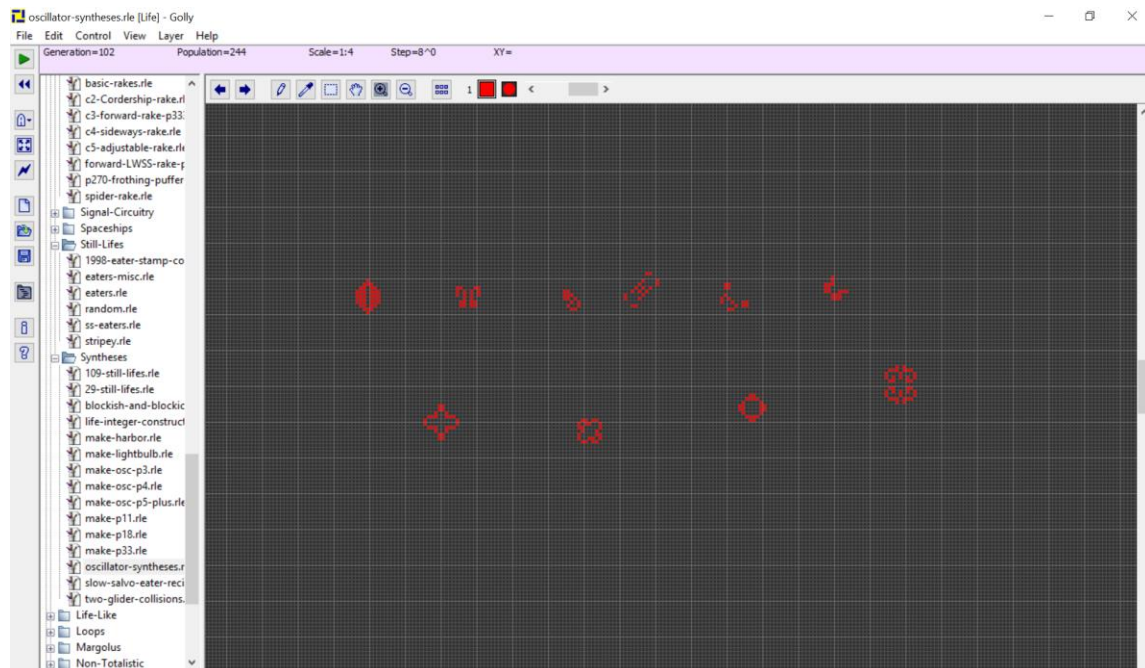 oscillator-syntheses.rle [Life] - Golly
File Edit Control View Layer Help
Generation=102 Population=244 Scale=1:4 Step=8^0 XY=
1
basic-rakes.rle
c2-Cordership-rake.rl
c3-forward-rake-p33
c4-sideways-rake.rle
c5-adjustable-rake.rle
forward-LWSS-rake-p
p270-frothing-puffer
spider-rake.rle
Signal-Circuitry
Spaceships
Still-Lifes
1998-eater-stamp-co
eaters-misc.rle
eaters.rle
random.rle
ss-eaters.rle
stripey.rle
Syntheses
109-still-lifes.rle
29-still-lifes.rle
blockish-and-blockic
life-integer-construct
make-harbor.rle
make-lightbulb.rle
make-osc-p3.rle
make-osc-p4.rle
make-osc-p5-plus.rle
make-p11.rle
make-p18.rle
make-p33.rle
oscillator-syntheses.r
slow-salvo-eater-reci
two-glider-collisions.
Life-Like
Loops
Margolus
Non-Totalistic